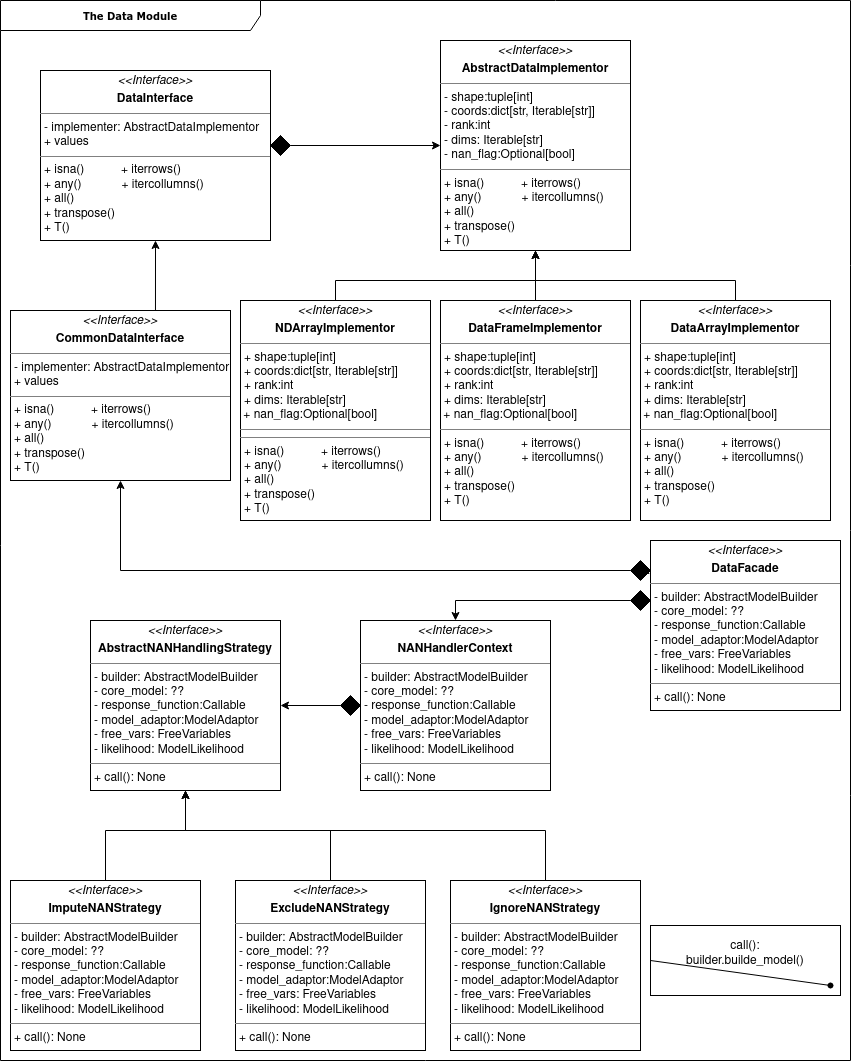 The Data Module
<<Interface>>
DataInterface
- implementer: AbstractDataImplementor
+ values
+ isna() + iterrows()
+ any() + itercollumns()
+ all()
+ transpose()
+ T()
<<Interface>>
AbstractDataImplementor
- shape:tuple[int]
- coords:dict[str, Iterable[str]]
- rank:int
- dims: Iterable[str]
- nan_flag:Optional[bool]
+ isna() + iterrows()
+ any() + itercollumns()
+ all()
+ transpose()
+ T()
<<Interface>>
CommonDataInterface
- implementer: AbstractDataImplementor
+ values
+ isna() + iterrows()
+ any() + itercollumns()
+ all()
+ transpose()
+ T()
<<Interface>>
NDArrayImplementor
+ shape:tuple[int]
+ coords:dict[str, Iterable[str]]
+ rank:int
+ dims: Iterable[str]
+ nan_flag:Optional[bool]
+ isna() + iterrows()
+ any() + itercollumns()
+ all()
+ transpose()
+ T()
<<Interface>>
DataFrameImplementor
+ shape:tuple[int]
+ coords:dict[str, Iterable[str]]
+ rank:int
+ dims: Iterable[str]
+ nan_flag:Optional[bool]
+ isna() + iterrows()
+ any() + itercollumns()
+ all()
+ transpose()
+ T()
<<Interface>>
DataArrayImplementor
+ shape:tuple[int]
+ coords:dict[str, Iterable[str]]
+ rank:int
+ dims: Iterable[str]
+ nan_flag:Optional[bool]
+ isna() + iterrows()
+ any() + itercollumns()
+ all()
+ transpose()
+ T()
<<Interface>>
DataFacade
- builder: AbstractModelBuilder
- core_model: ??
- response_function:Callable
- model_adaptor:ModelAdaptor
- free_vars: FreeVariables
- likelihood: ModelLikelihood
+ call(): None
<<Interface>>
AbstractNANHandlingStrategy
- builder: AbstractModelBuilder
- core_model: ??
- response_function:Callable
- model_adaptor:ModelAdaptor
- free_vars: FreeVariables
- likelihood: ModelLikelihood
+ call(): None
<<Interface>>
NANHandlerContext
- builder: AbstractModelBuilder
- core_model: ??
- response_function:Callable
- model_adaptor:ModelAdaptor
- free_vars: FreeVariables
- likelihood: ModelLikelihood
+ call(): None
<<Interface>>
ImputeNANStrategy
- builder: AbstractModelBuilder
- core_model: ??
- response_function:Callable
- model_adaptor:ModelAdaptor
- free_vars: FreeVariables
- likelihood: ModelLikelihood
+ call(): None
<<Interface>>
ExcludeNANStrategy
- builder: AbstractModelBuilder
- core_model: ??
- response_function:Callable
- model_adaptor:ModelAdaptor
- free_vars: FreeVariables
- likelihood: ModelLikelihood
+ call(): None
<<Interface>>
IgnoreNANStrategy
- builder: AbstractModelBuilder
- core_model: ??
- response_function:Callable
- model_adaptor:ModelAdaptor
- free_vars: FreeVariables
- likelihood: ModelLikelihood
+ call(): None
call():
builder.builde_model()